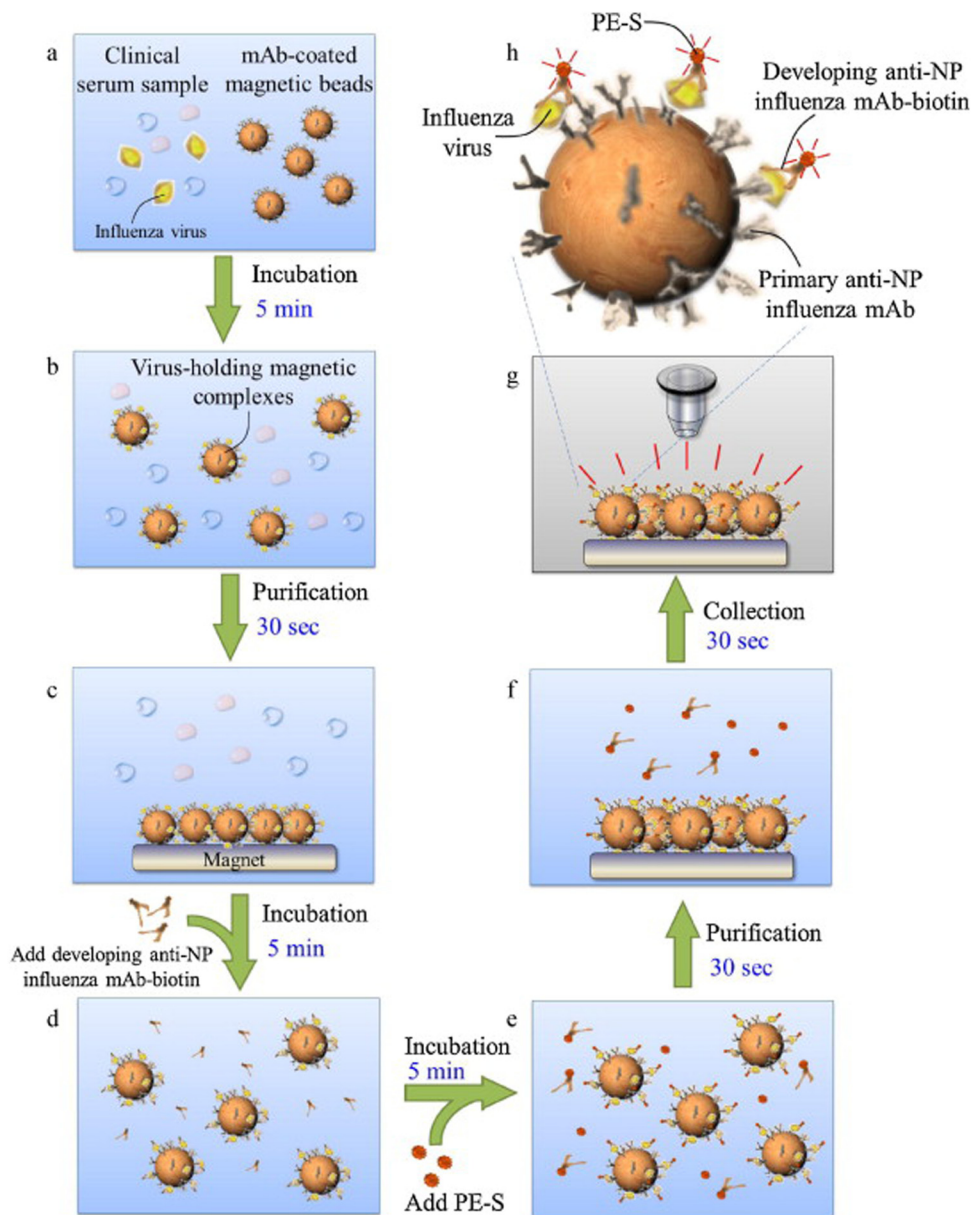 a
Clinical
serum sample
mAb-coated
magnetic beads
Influenza virus
Incubation
5 min
b
Virus-holding magnetic
complexes
Purification
30 sec
c
Magnet
Add developing anti-NP
influenza mAb-biotin
Incubation
5 min
d
Incubation
5 min
Add PE-S
e
Purification
30 sec
f
Collection
30 sec
g
h
PE-S
Influenza
virus
Developing anti-NP
influenza mAb-biotin
Primary anti-NP
influenza mAb